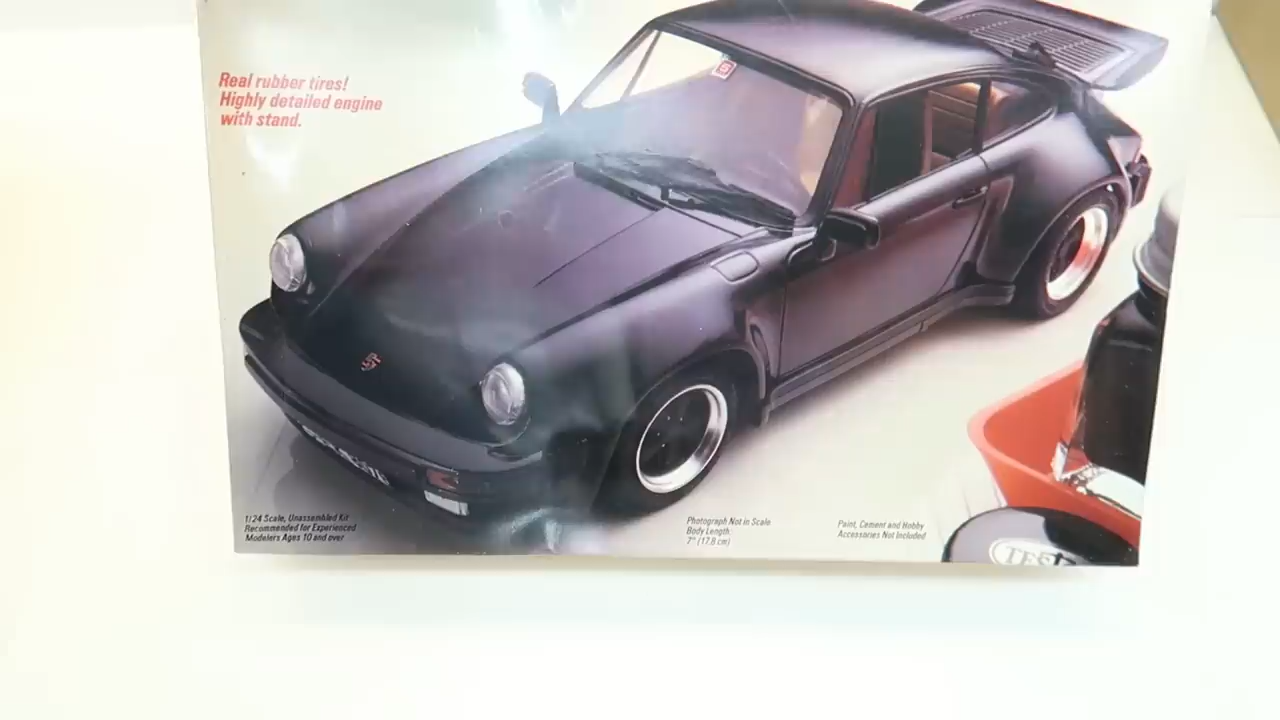 Real rubber tires!
Highly detailed engine
with stand.
1/24 Scale, Unassembled Kit
Recommended for Experienced
Modelers Ages 10 and over
Photograph Not in Scale
Body Length:
7" (17.8 cm)
Paint, Cement and Hobby
Accessories Not Included